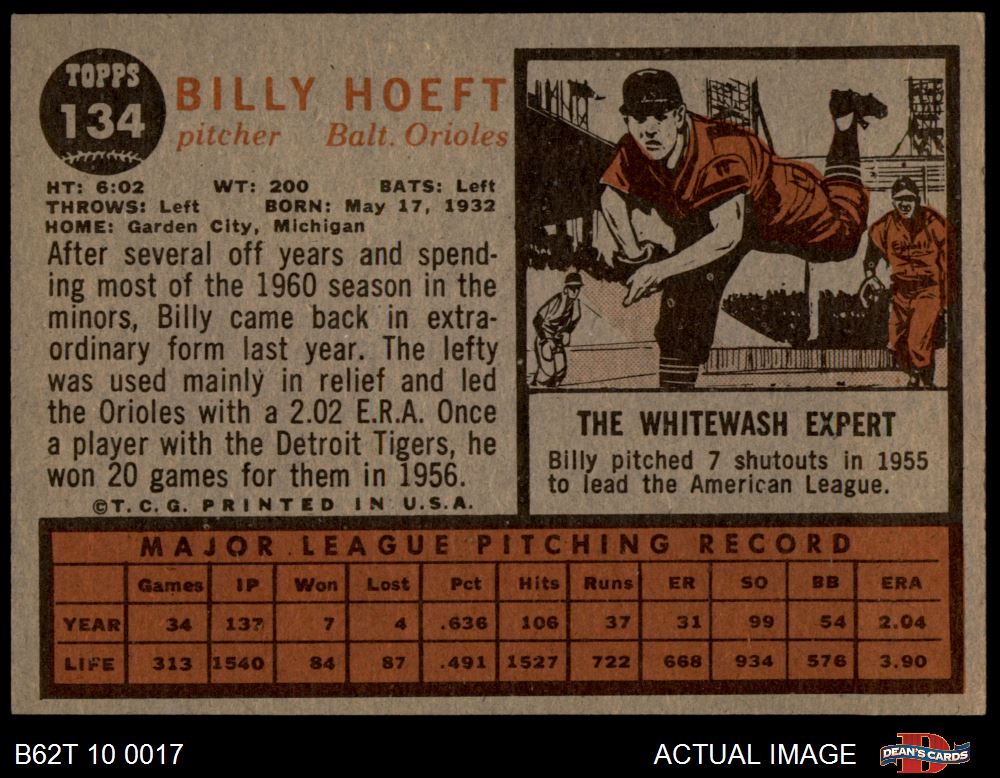 TOPPS
134
BILLY HOEFT
pitcher Balt. Orioles
HT: 6:02 WT: 200 BATS: Left
THROWS: Left BORN: May 17, 1932
HOME: Garden City, Michigan
After several off years and spend-
ing most of the 1960 season in the
minors, Billy came back in extra-
ordinary form last year. The lefty
was used mainly in relief and led
the Orioles with a 2.02 E.R.A. Once
a player with the Detroit Tigers, he
won 20 games for them in 1956.
©T.C.G. PRINTED IN U.S.A.
THE WHITEWASH EXPERT
Billy pitched 7 shutouts in 1955
to lead the American League.
MAJOR LEAGUE PITCHING RECORD
Games IP Won Lost Pct Hits Runs ER SO BB ERA
YEAR 34 137 7 4 .636 106 37 31 99 54 2.04
LIFE 313 1540 84 87 .491 1527 722 668 934 576 3.90
B62T 10 0017 ACTUAL IMAGE DEAN'S CARDS